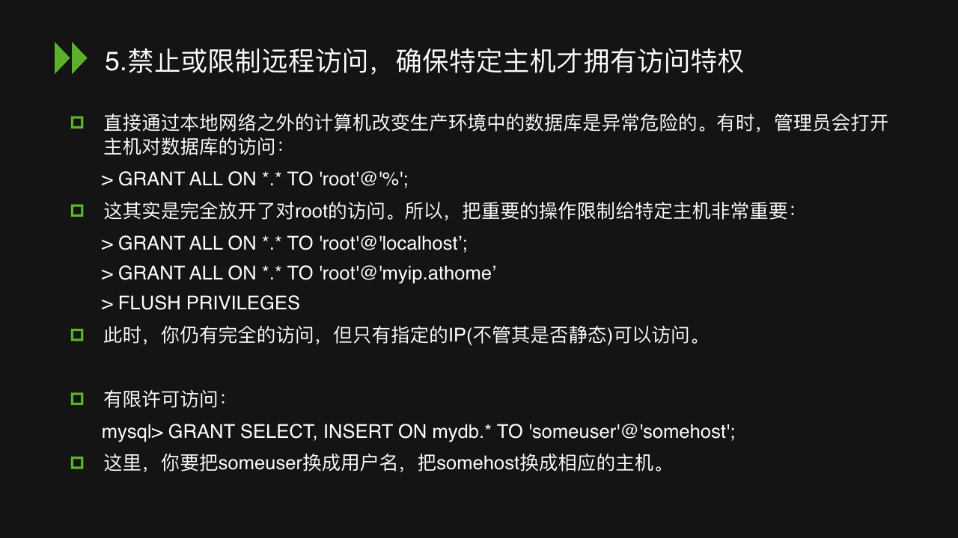 5.禁止或限制远程访问，确保特定主机才拥有访问特权
直接通过本地网络之外的计算机改变生产环境中的数据库是异常危险的。有时，管理员会打开
主机对数据库的访问：
> GRANT ALL ON *.* TO 'root'@'%';
这其实是完全放开了对root的访问。所以，把重要的操作限制给特定主机非常重要：
> GRANT ALL ON *.* TO 'root'@'localhost’;
> GRANT ALL ON *.* TO 'root'@'myip.athome’
> FLUSH PRIVILEGES
此时，你仍有完全的访问，但只有指定的IP(不管其是否静态)可以访问。
有限许可访问：
mysql> GRANT SELECT, INSERT ON mydb.* TO 'someuser'@'somehost';
这里，你要把someuser换成用户名，把somehost换成相应的主机。